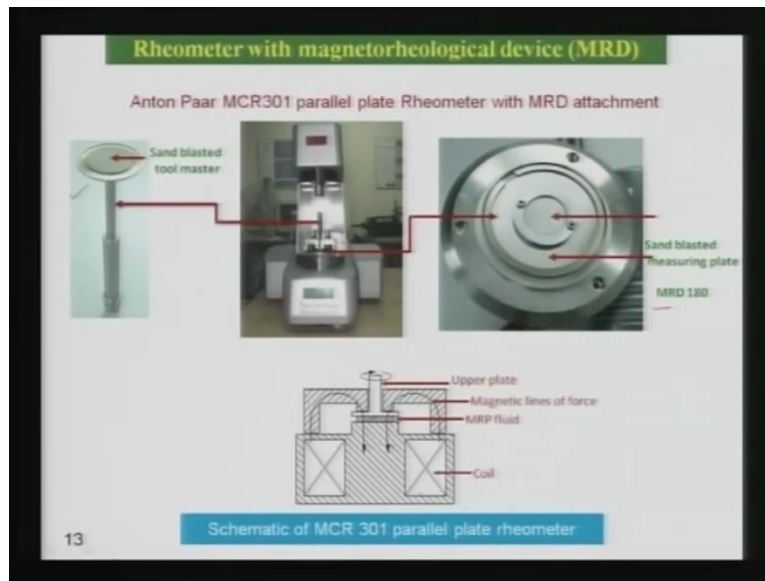 Rheometer with magnetorheological device (MRD)
Anton Paar MCR301 parallel plate Rheometer with MRD attachment
Sand blasted
tool master
Sand blasted
measuring plate
MRD 180
Upper plate
Magnetic lines of force
MRP fluid
Coil
Schematic of MCR 301 parallel plate rheometer
13